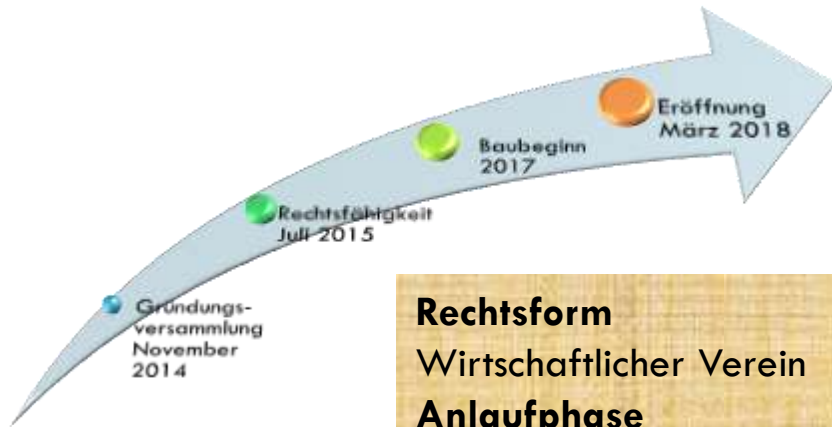 Eröffnung
März 2018
Baubeginn
2017
Rechtsfähigkeit
Juli 2015
Gründungs-
versammlung
November
2014
Rechtsform
Wirtschaftlicher Verein
Anlaufphase